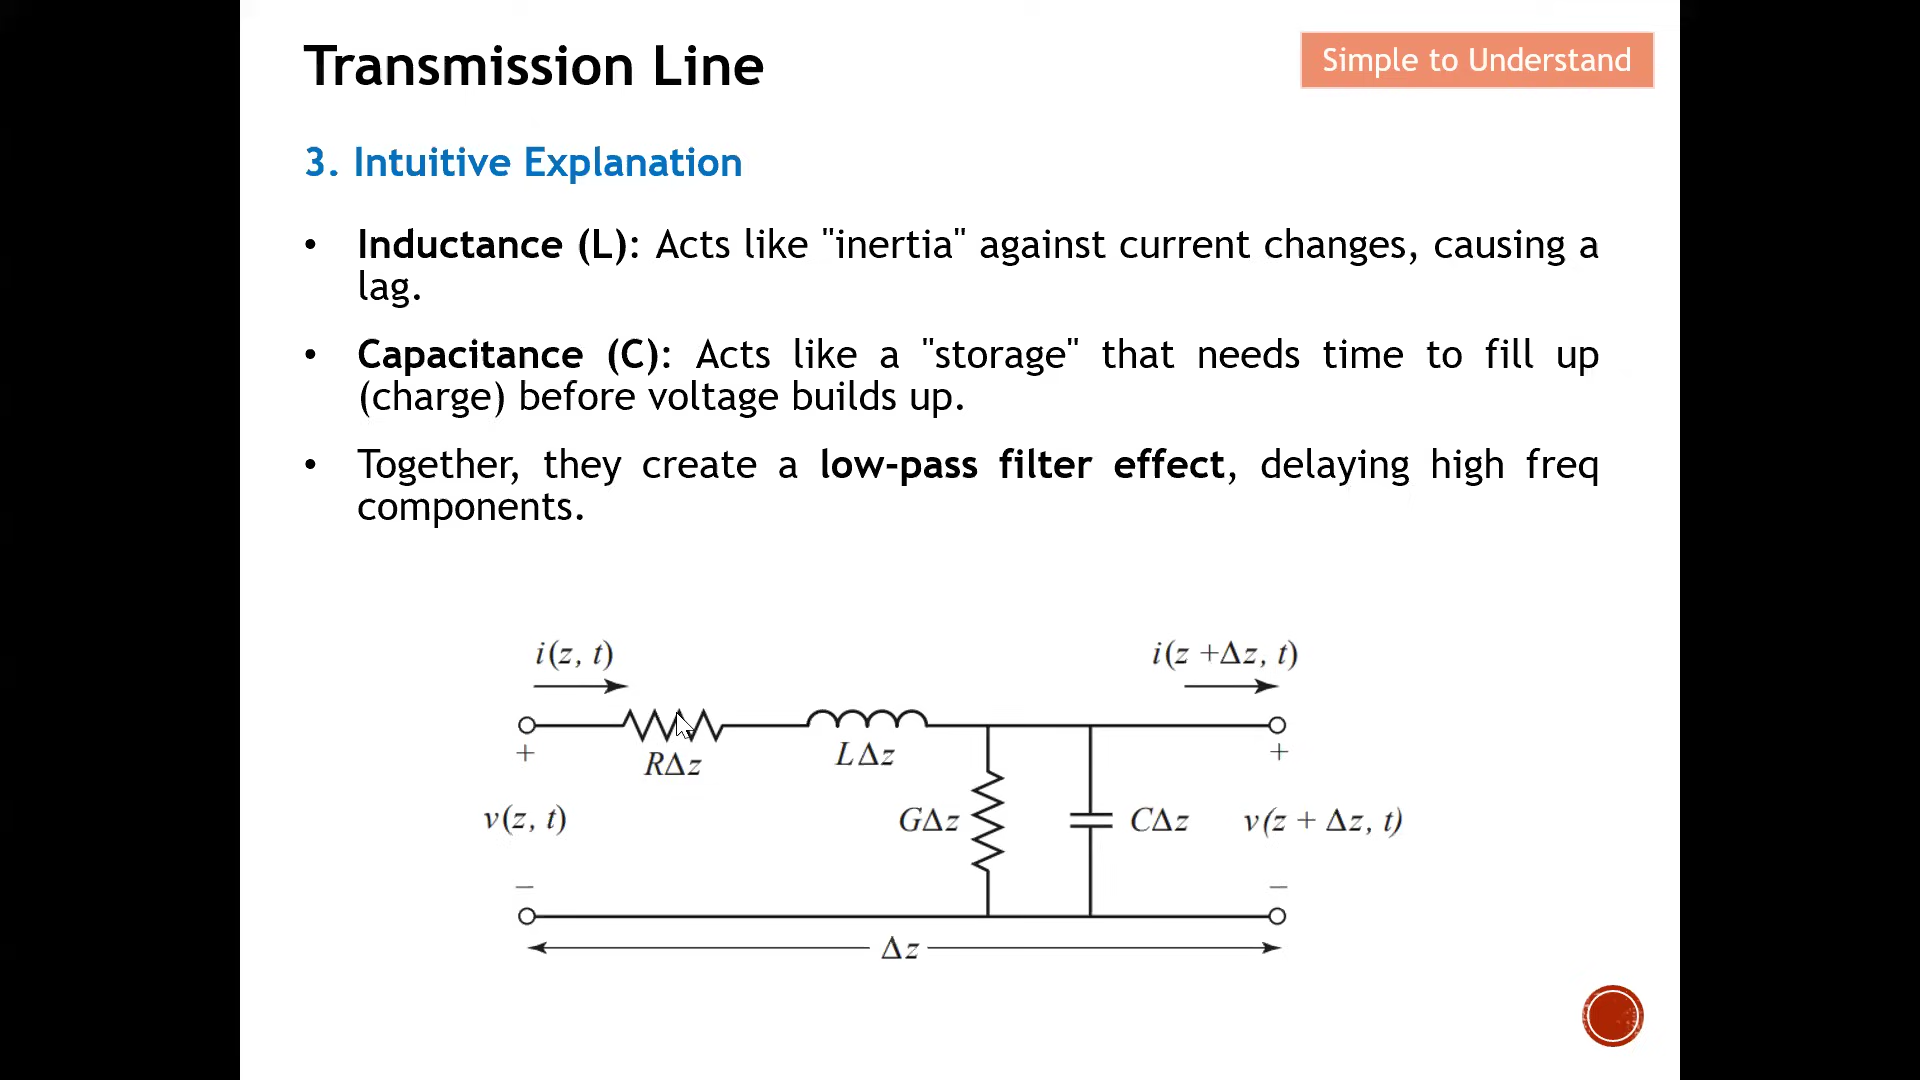 Transmission Line
Simple to Understand
3. Intuitive Explanation
• Inductance (L): Acts like "inertia" against current changes, causing a
lag.
• Capacitance (C): Acts like a "storage" that needs time to fill up
(charge) before voltage builds up.
• Together, they create a low-pass filter effect, delaying high freq
components.
i(z, t)
i(z +Δz, t)
+
RΔz
LΔz
+
v(z, t)
GΔz
CΔz
v(z + Δz, t)
−
−
Δz